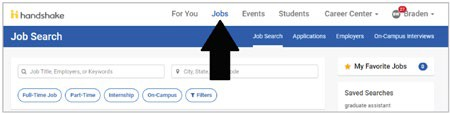 handshake For You Jobs Events Students Career Center Braden
Job Search Job Search Applications Employers On-Campus Interviews
Job Title, Employers, or Keywords City, State, Code
My Favorite Jobs 0
Full-Time Job Part-Time Internship On-Campus Filters
Saved Searches
graduate assistant